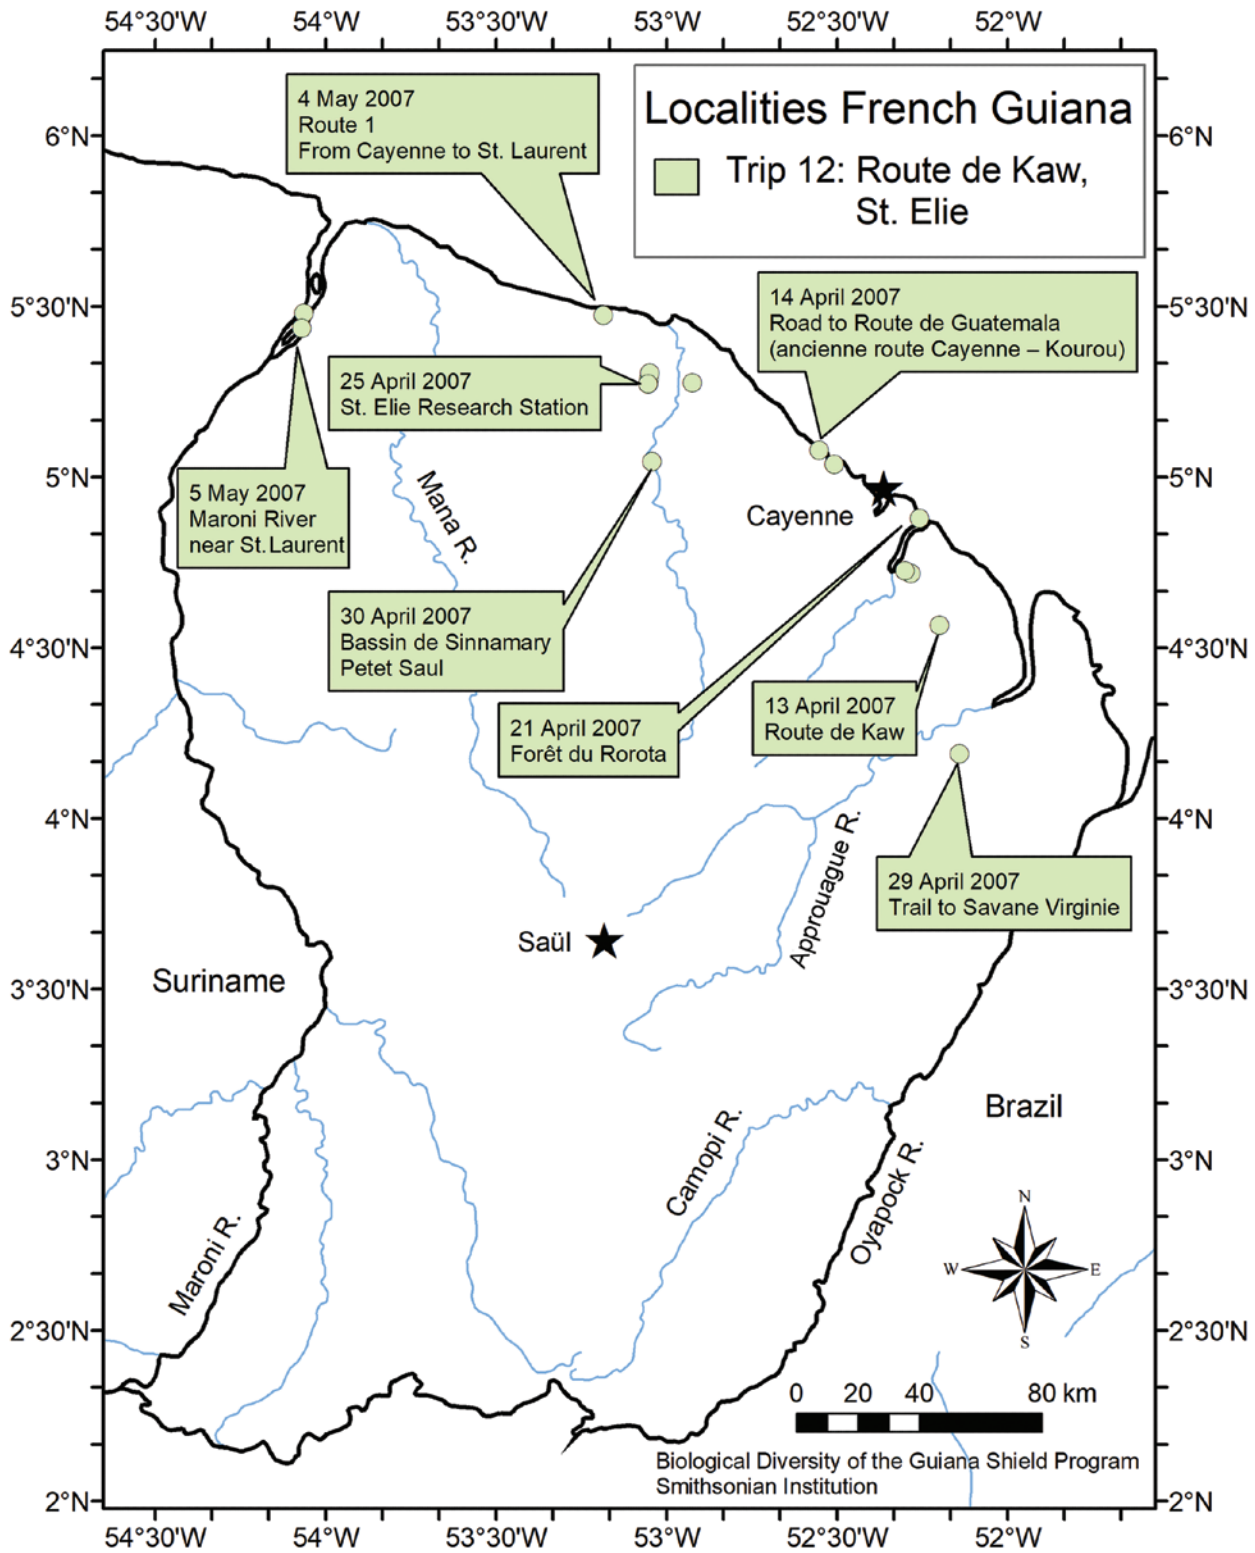 54°30'W 54°W 53°30'W 53°W 52°30'W 52°W
Localities French Guiana
Trip 12: Route de Kaw,
St. Elie
4 May 2007
Route 1
From Cayenne to St. Laurent
6°N
6°N
14 April 2007
Road to Route de Guatemala
(ancienne route Cayenne – Kourou)
5°30'N
5°30'N
25 April 2007
St. Elie Research Station
5 May 2007
Maroni River
near St.Laurent
5°N
5°N
Mana R.
Cayenne
30 April 2007
Bassin de Sinnamary
Petet Saul
4°30'N
4°30'N
21 April 2007
Forêt du Rorota
13 April 2007
Route de Kaw
4°N
4°N
29 April 2007
Trail to Savane Virginie
Approuague R.
Saül
Suriname
3°30'N
3°30'N
Brazil
Camopi R.
Oyapock R.
3°N
3°N
Maroni R.
N
W E
S
2°30'N
2°30'N
0 20 40 80 km
Biological Diversity of the Guiana Shield Program
Smithsonian Institution
2°N
2°N
54°30'W 54°W 53°30'W 53°W 52°30'W 52°W